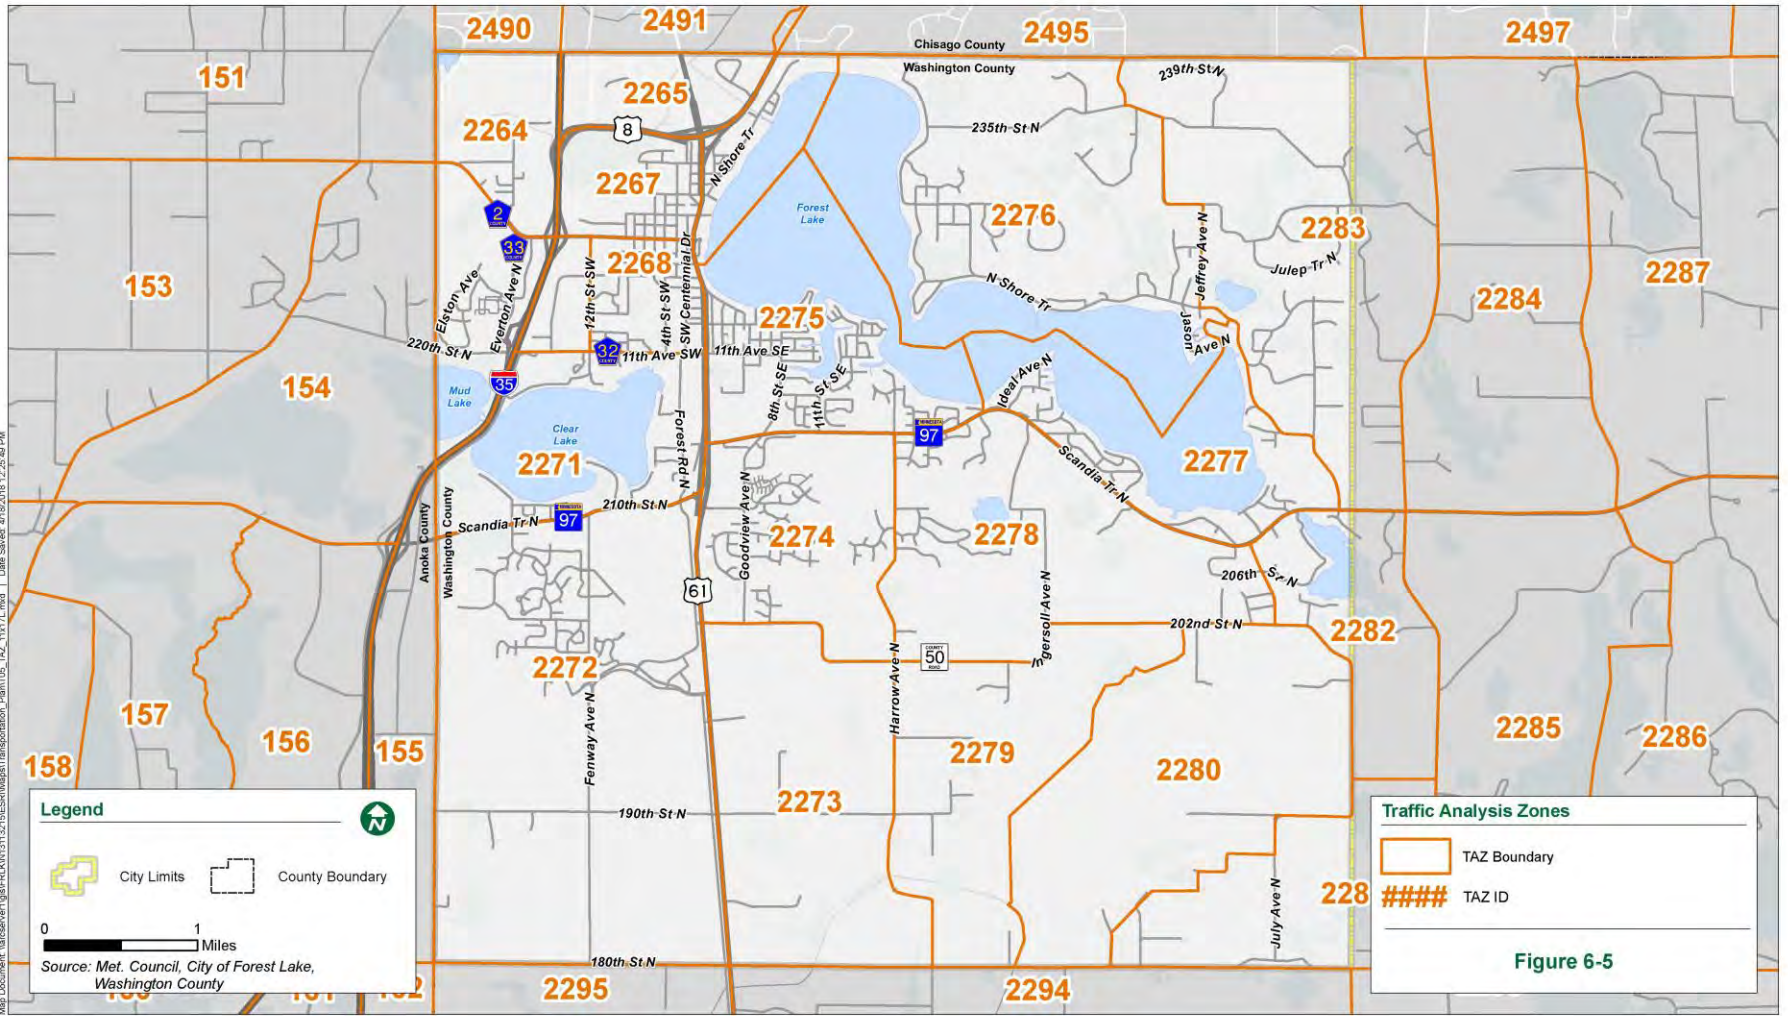 2490
2491
2495
2497
Chisago County
Washington County
151
2265
239th St N
2264
8
235th St N
N Shore Tr
2267
2
COUNTY
Forest
Lake
2276
2283
33
COUNTY
2268
SW Centennial Dr
Jeffrey Ave N
Julep Tr N
153
Elston Ave
Everton Ave N
12th St SW
4th St SW
N Shore Tr
2284
2287
2275
Jason
Ave N
220th St N
32
COUNTY
11th Ave SW
11th Ave SE
35
154
Mud
Lake
8th St SE
11th St SE
Ideal Ave N
Clear
Lake
Forest Rd N
MINNESOTA
97
2271
Scandia Tr N
2277
210th St N
Goodview Ave N
Scandia Tr N
MINNESOTA
97
2274
2278
Anoka County
Washington County
206th St N
61
Ingersoll Ave N
202nd St N
2282
COUNTY
50
ROAD
2272
Harrow Ave N
157
156
155
158
Fenway Ave N
2279
2280
2285
2286
2273
190th St N
228
July Ave N
180th St N
2295
2294
Legend
N
City Limits
County Boundary
0 1
Miles
Source: Met. Council, City of Forest Lake,
Washington County
Traffic Analysis Zones
TAZ Boundary
#### TAZ ID
Figure 6-5